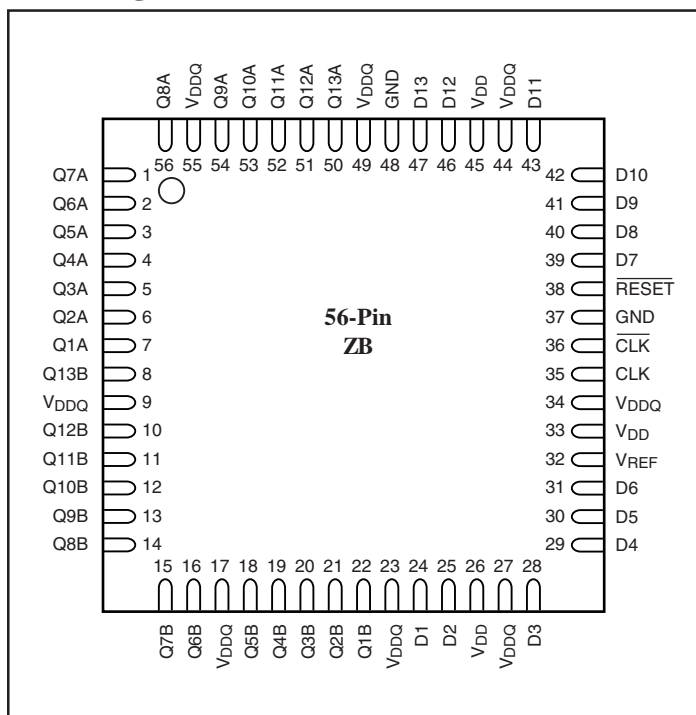 Q8A VDDQ Q9A Q10A Q11A Q12A Q13A VDDQ GND D13 D12 VDD VDDQ D11
56 55 54 53 52 51 50 49 48 47 46 45 44 43
Q7A 1
Q6A 2
Q5A 3
Q4A 4
Q3A 5
Q2A 6
Q1A 7
Q13B 8
VDDQ 9
Q12B 10
Q11B 11
Q10B 12
Q9B 13
Q8B 14
56-Pin
ZB
42 D10
41 D9
40 D8
39 D7
38 RESET
37 GND
36 CLK
35 CLK
34 VDDQ
33 VDD
32 VREF
31 D6
30 D5
29 D4
15 16 17 18 19 20 21 22 23 24 25 26 27 28
Q7B Q6B VDDQ Q5B Q4B Q3B Q2B Q1B VDDQ D1 D2 VDD VDDQ D3